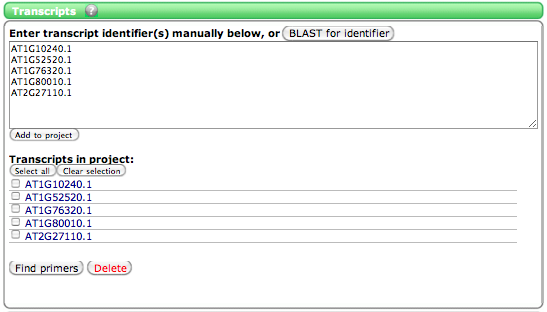 Transcripts ?
Enter transcript identifier(s) manually below, or BLAST for identifier
AT1G10240.1
AT1G52520.1
AT1G76320.1
AT1G80010.1
AT2G27110.1
Add to project
Transcripts in project:
Select all Clear selection
AT1G10240.1
AT1G52520.1
AT1G76320.1
AT1G80010.1
AT2G27110.1
Find primers Delete